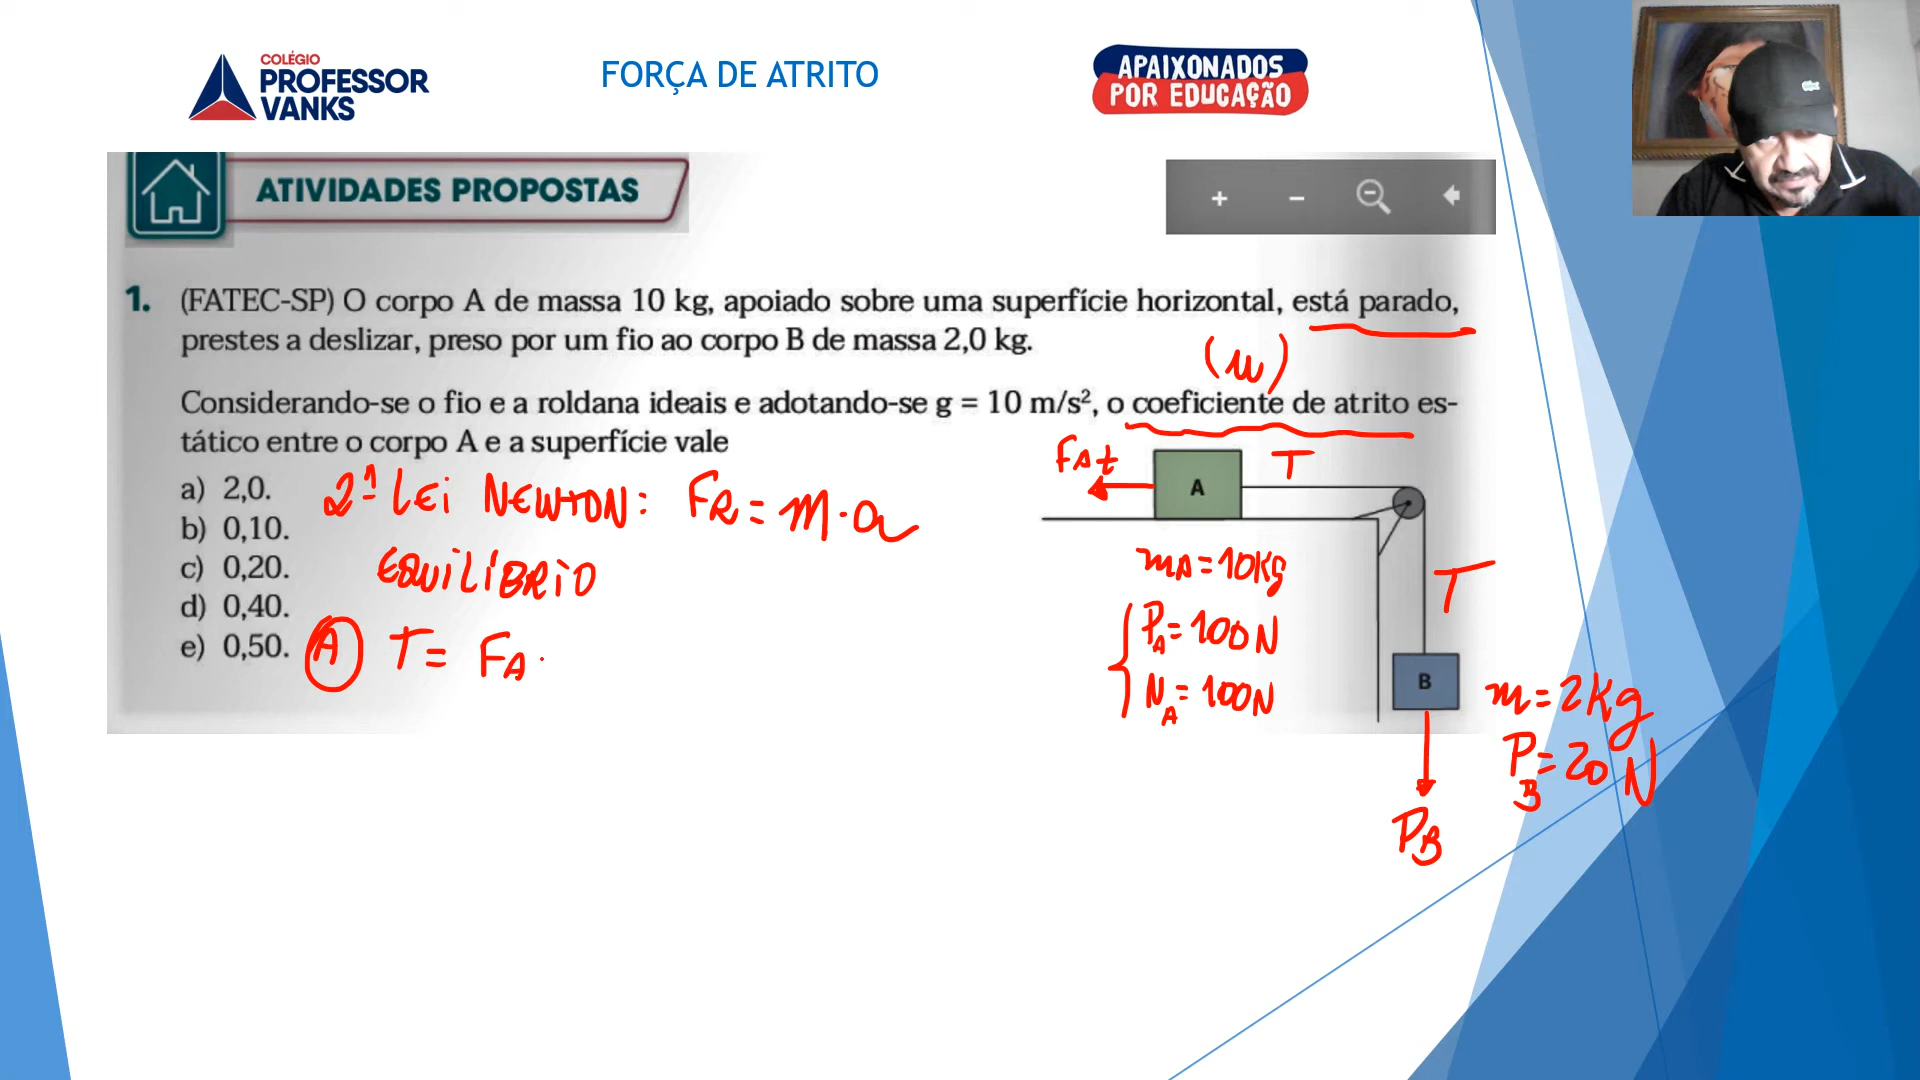 COLÉGIO
PROFESSOR
VANKS
FORÇA DE ATRITO
APAIXONADOS
POR EDUCAÇÃO
ATIVIDADES PROPOSTAS
+ −
1. (FATEC-SP) O corpo A de massa 10 kg, apoiado sobre uma superfície horizontal, está parado,
prestes a deslizar, preso por um fio ao corpo B de massa 2,0 kg.
(μ)
Considerando-se o fio e a roldana ideais e adotando-se g = 10 m/s², o coeficiente de atrito es-
tático entre o corpo A e a superfície vale
a) 2,0.
b) 0,10.
c) 0,20.
d) 0,40.
e) 0,50.
2ª LEi NEWTON: FR = m · a
EQUILÍBRIO
A T = FA
FAt
A
T
mA = 10Kg
PA = 100N
NA = 100N
T
B
m = 2Kg
PB = 20N
PB